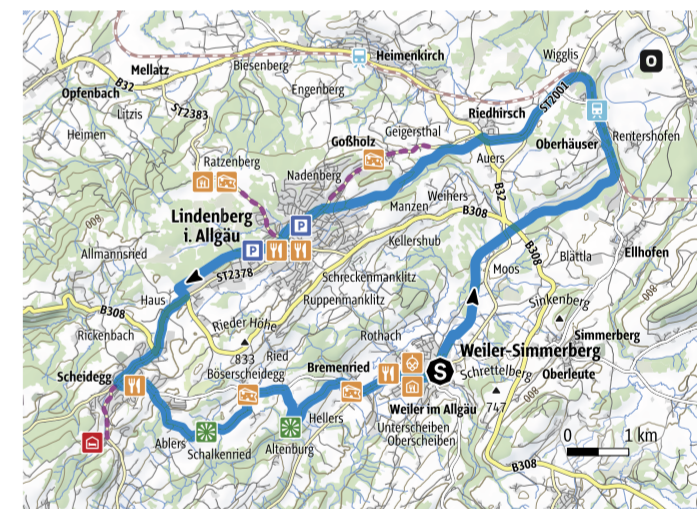 Wigglis
O
Heimenkirch
Biesenberg
Mellatz
B32
Opfenbach
Engenberg
ST2001
Litzis
ST2383
Riedhirsch
Heimen
Geigersthal
Goßholz
Oberhäuser
Rentershofen
Ratzenberg
Auers
Nadenberg
B32
Weihers
Manzen
B308
Lindenberg
i. Allgäu
P
P
800
Kellershub
B308
Allmannsried
Ellhofen
Blättla
ST2378
Schreckenmanklitz
Moos
Haus
Ruppenmanklitz
Sinkenberg
800
B308
Rieder Höhe
Rickenbach
833
Rothach
Simmerberg
Ried
Weiler-Simmerberg
Bremenried
Scheidegg
Böserscheidegg
S
Schrettelberg
Oberleute
800
747
Weiler im Allgäu
Hellers
Unterscheiben
Oberscheiben
Ablers
Schalkenried
Altenburg
0 1 km
B308